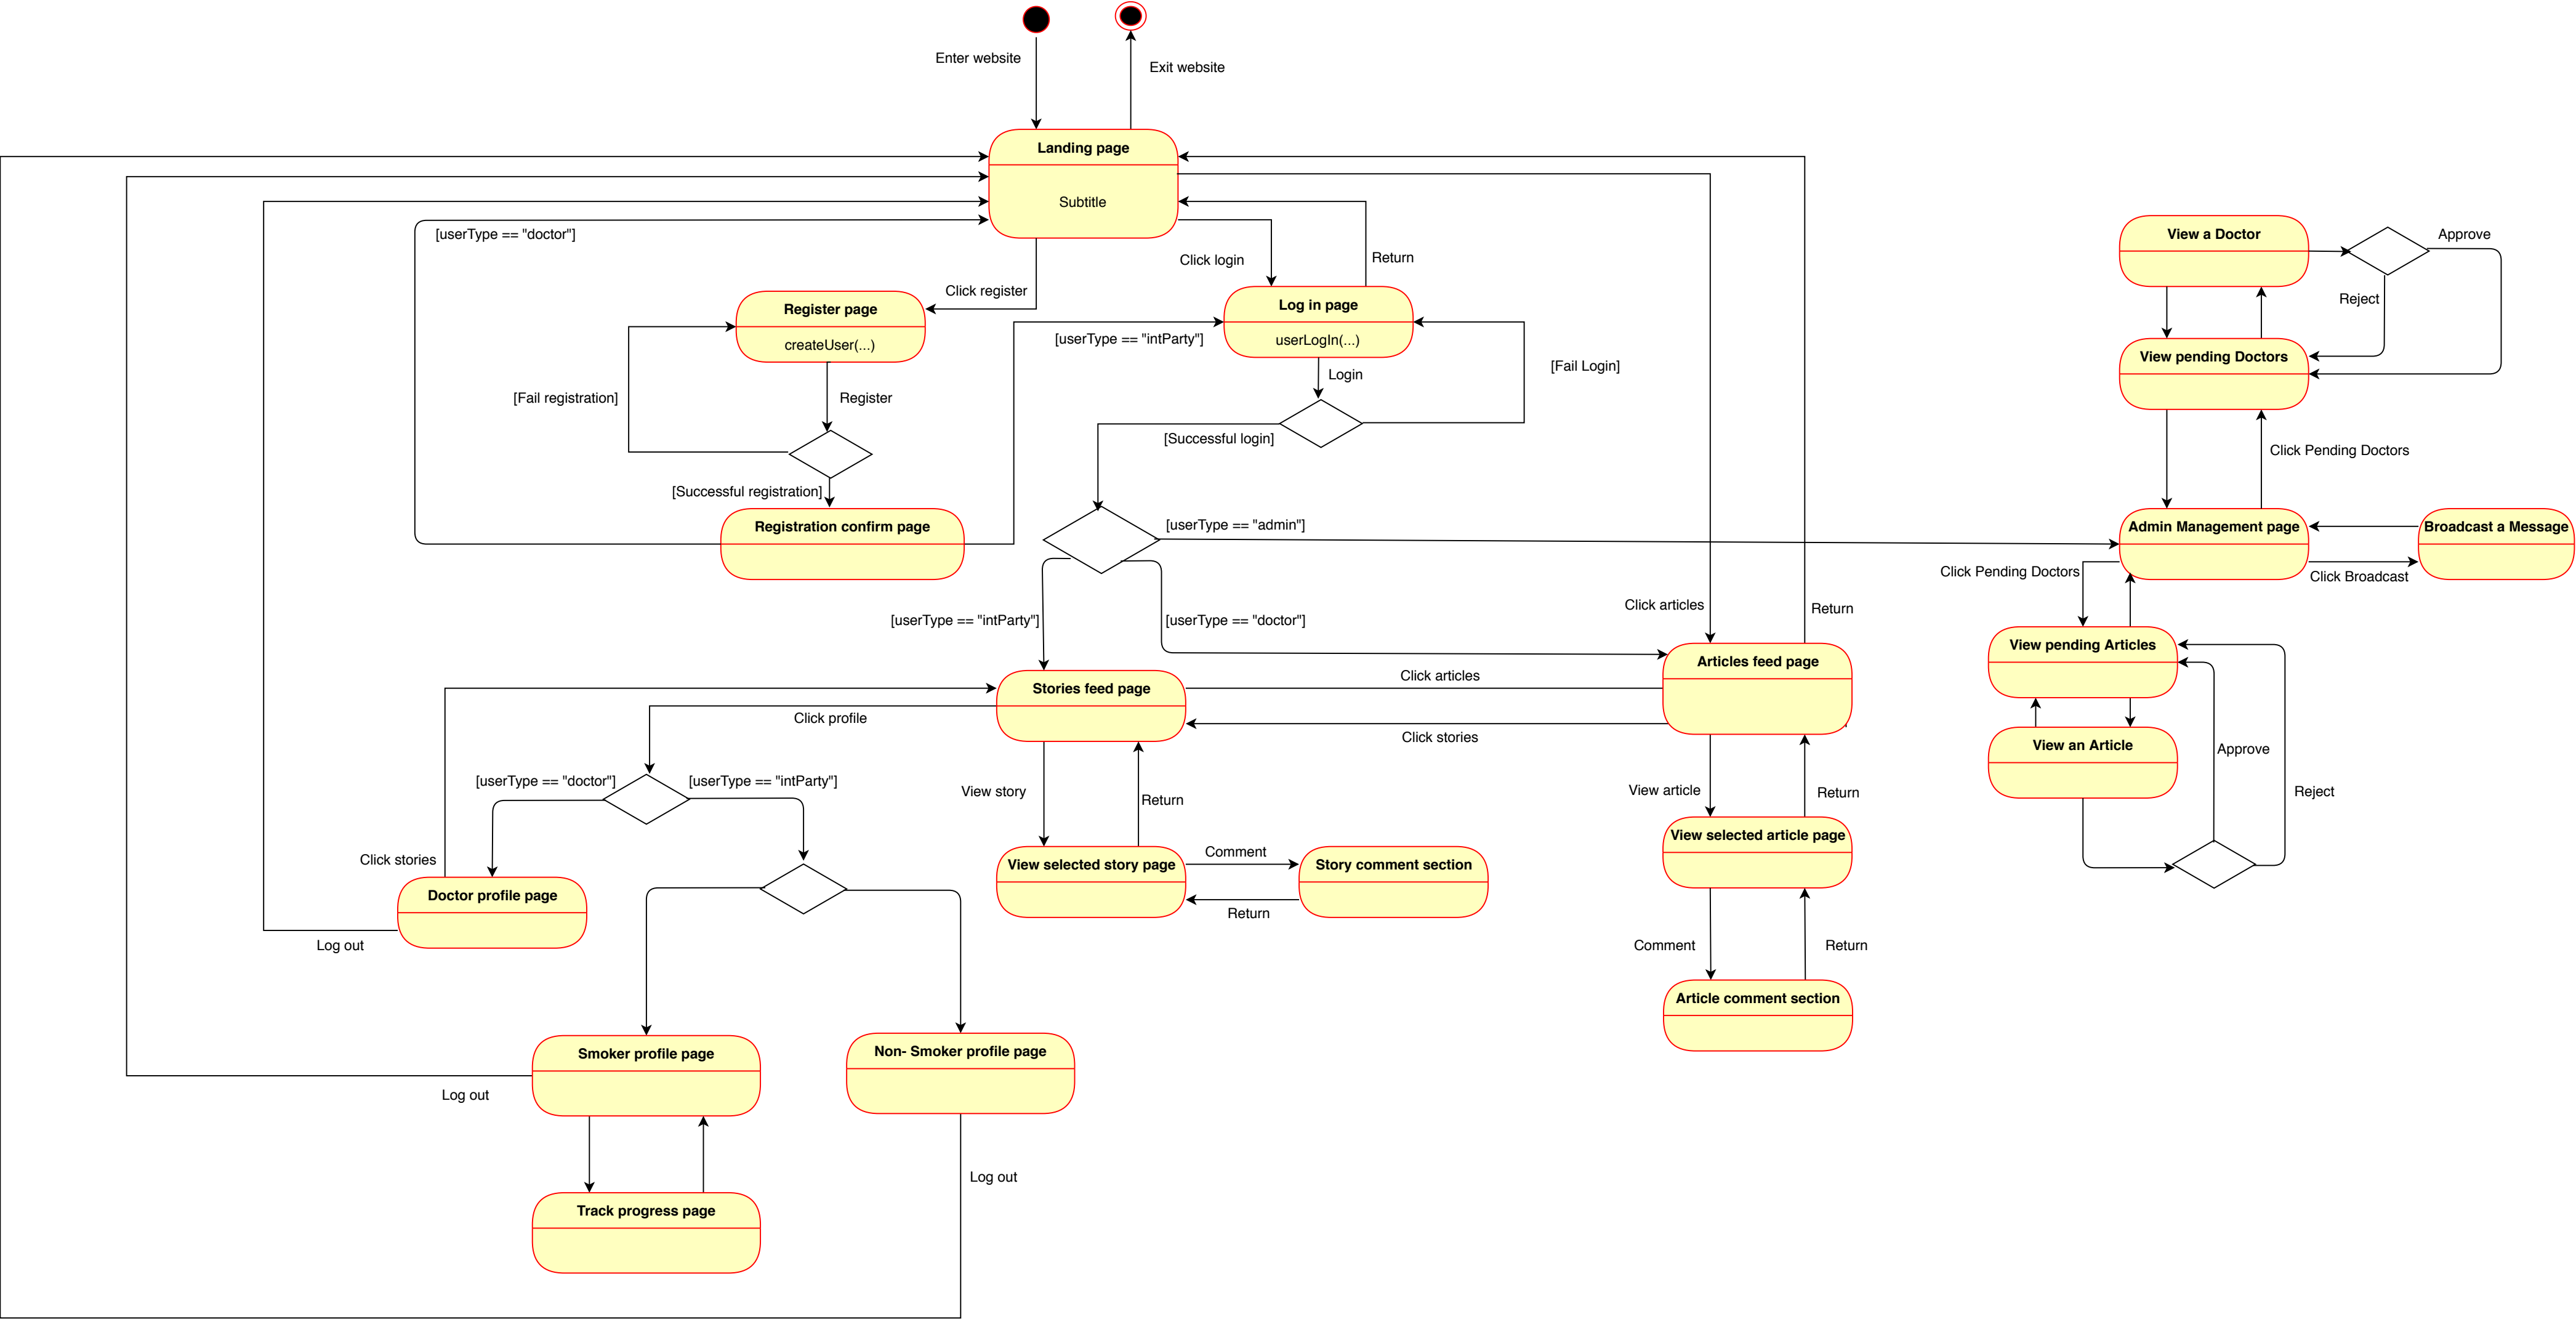 Enter website
Exit website
Landing page
Subtitle
[userType == "doctor"]
Click login
Return
Click register
Register page
createUser(...)
Log in page
userLogIn(...)
[userType == "intParty"]
[Fail Login]
Login
[Fail registration]
Register
[Successful login]
[Successful registration]
Registration confirm page
[userType == "admin"]
View a Doctor
Approve
Reject
View pending Doctors
Click Pending Doctors
Admin Management page
Broadcast a Message
Click Pending Doctors
Click Broadcast
[userType == "intParty"]
[userType == "doctor"]
Click articles
Return
View pending Articles
Articles feed page
Stories feed page
Click articles
Click profile
Click stories
View an Article
Approve
Reject
[userType == "doctor"]
[userType == "intParty"]
View story
Return
View article
Return
View selected article page
Click stories
Comment
View selected story page
Story comment section
Doctor profile page
Return
Log out
Comment
Return
Article comment section
Smoker profile page
Non- Smoker profile page
Log out
Log out
Track progress page